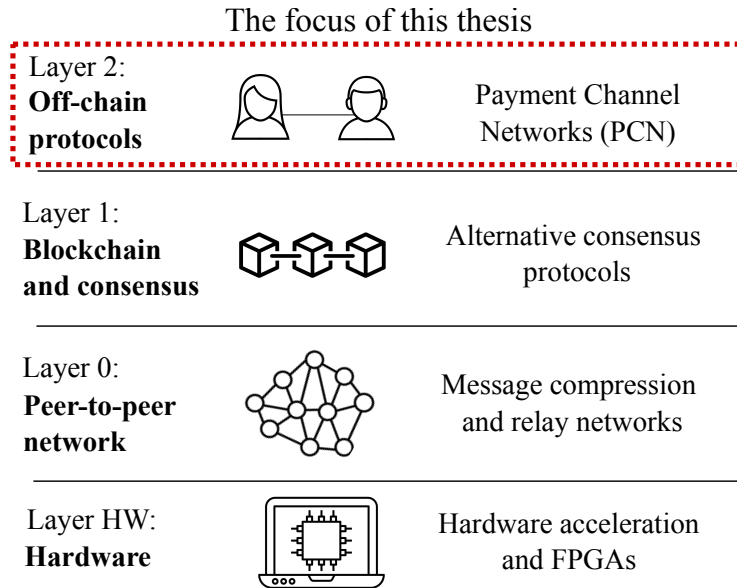 The focus of this thesis
Layer 2:
Off-chain
protocols
Payment Channel
Networks (PCN)
Layer 1:
Blockchain
and consensus
Alternative consensus
protocols
Layer 0:
Peer-to-peer
network
Message compression
and relay networks
Layer HW:
Hardware
Hardware acceleration
and FPGAs